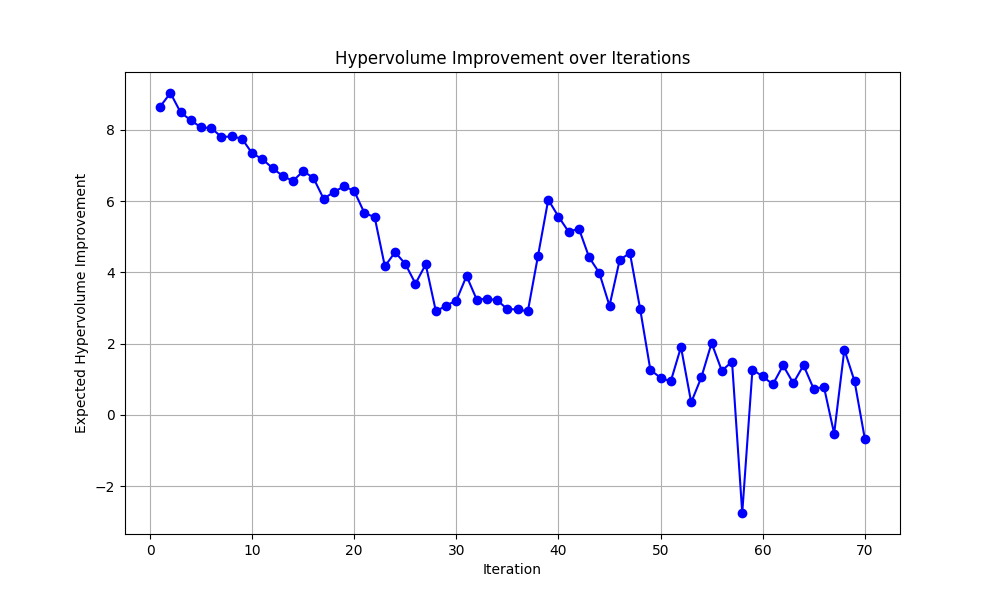 Hypervolume Improvement over Iterations
Expected Hypervolume Improvement
8
6
4
2
0
−2
0 10 20 30 40 50 60 70
Iteration